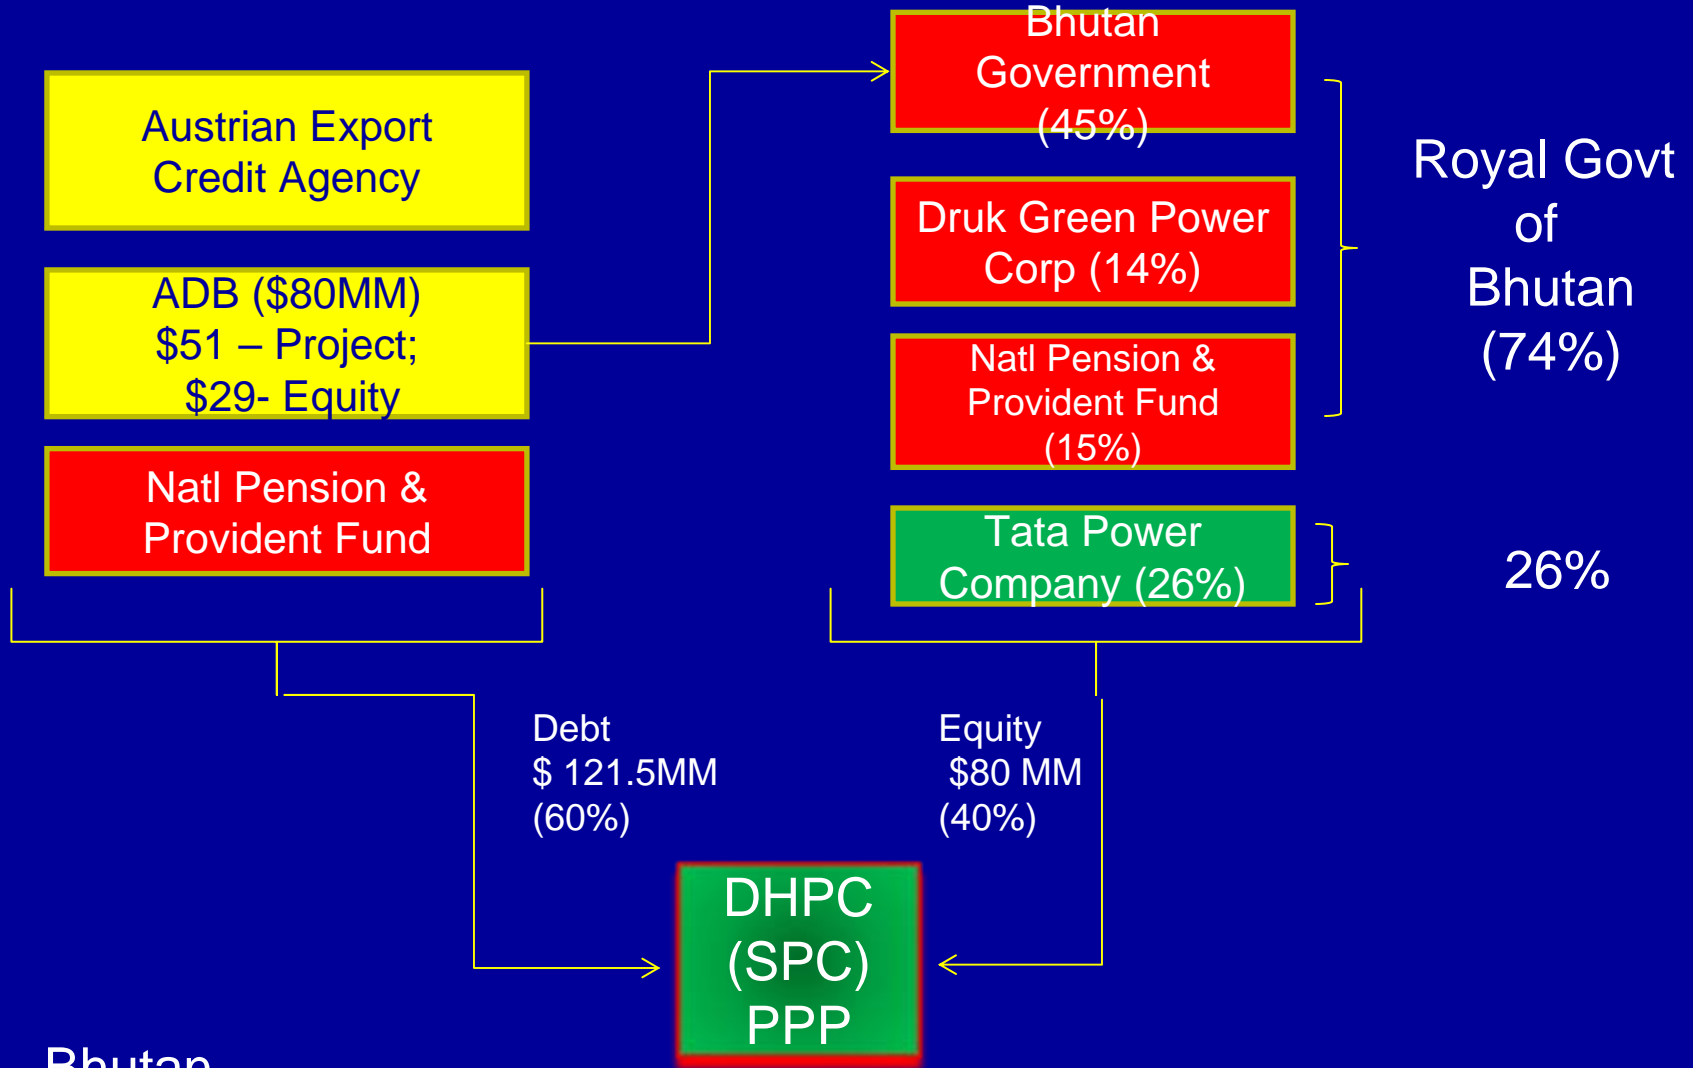 Austrian Export
Credit Agency
ADB ($80MM)
$51 – Project;
$29- Equity
Natl Pension &
Provident Fund
Bhutan
Government
(45%)
Druk Green Power
Corp (14%)
Natl Pension &
Provident Fund
(15%)
Tata Power
Company (26%)
Royal Govt
of
Bhutan
(74%)
26%
Debt
$ 121.5MM
(60%)
Equity
$80 MM
(40%)
DHPC
(SPC)
PPP
Bhutan